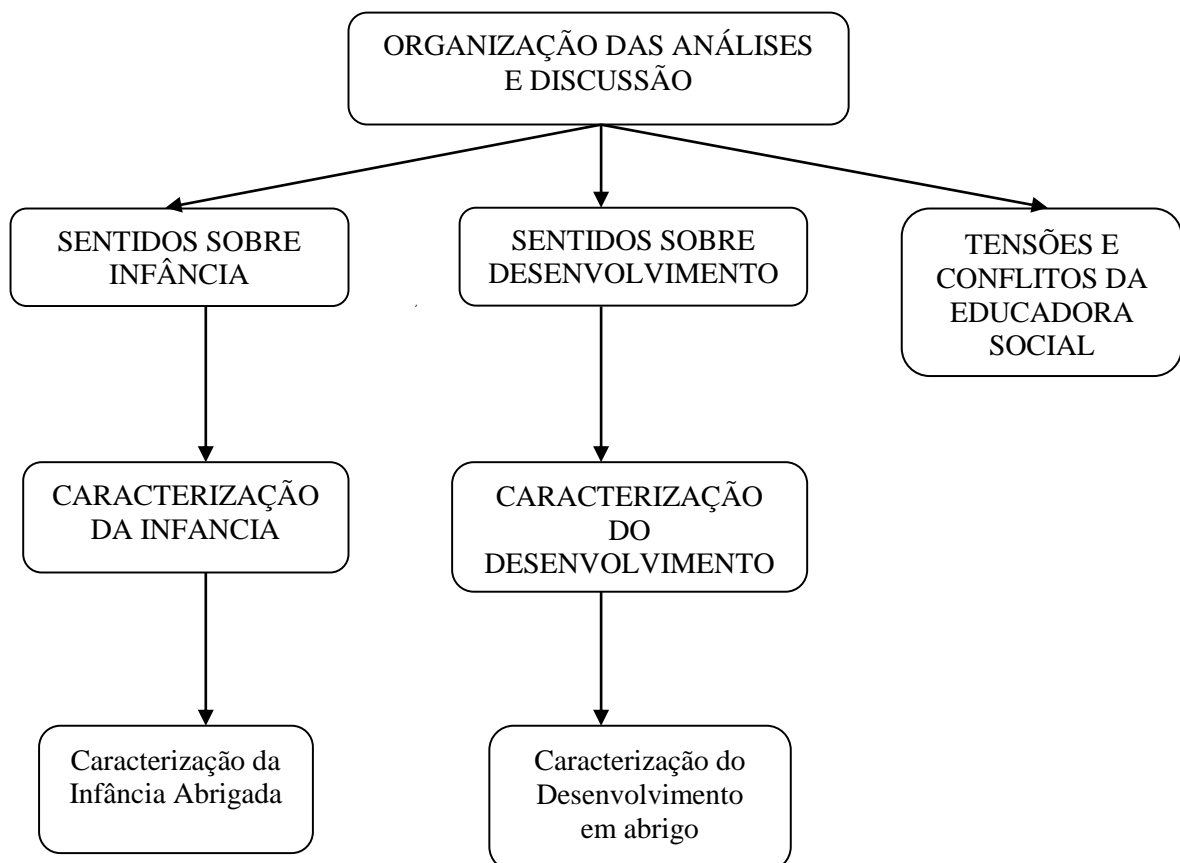 ORGANIZAÇÃO DAS ANÁLISES
E DISCUSSÃO
SENTIDOS SOBRE
INFÂNCIA
SENTIDOS SOBRE
DESENVOLVIMENTO
TENSÕES E
CONFLITOS DA
EDUCADORA
SOCIAL
CARACTERIZAÇÃO
DA INFANCIA
CARACTERIZAÇÃO
DO
DESENVOLVIMENTO
Caracterização da
Infância Abrigada
Caracterização do
Desenvolvimento
em abrigo